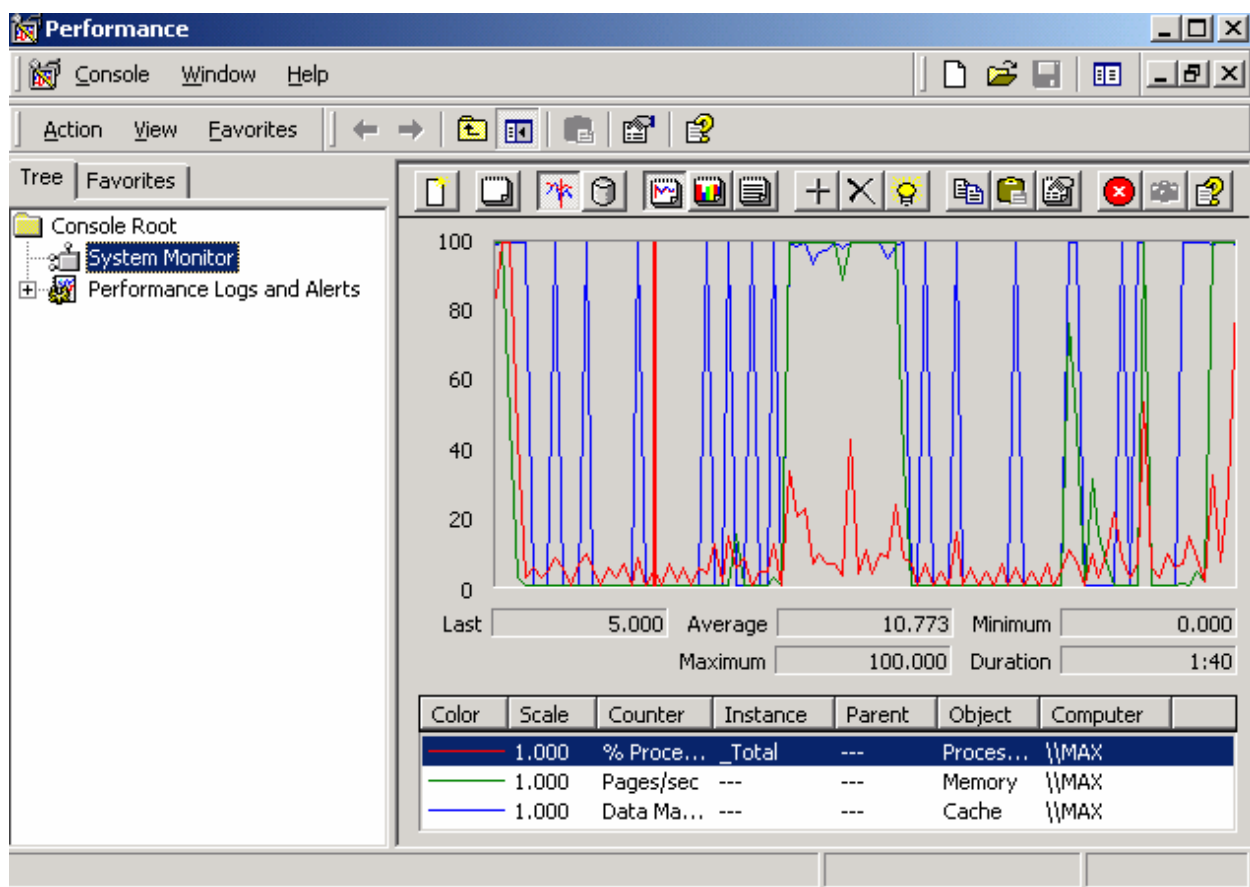 Performance
Console Window Help
Action View Favorites
Tree Favorites
Console Root
System Monitor
Performance Logs and Alerts
100
80
60
40
20
0
Last 5.000 Average 10.773 Minimum 0.000
Maximum 100.000 Duration 1:40
Color Scale Counter Instance Parent Object Computer
1.000 % Proce... _Total --- Proces... \\MAX
1.000 Pages/sec --- --- Memory \\MAX
1.000 Data Ma... --- --- Cache \\MAX